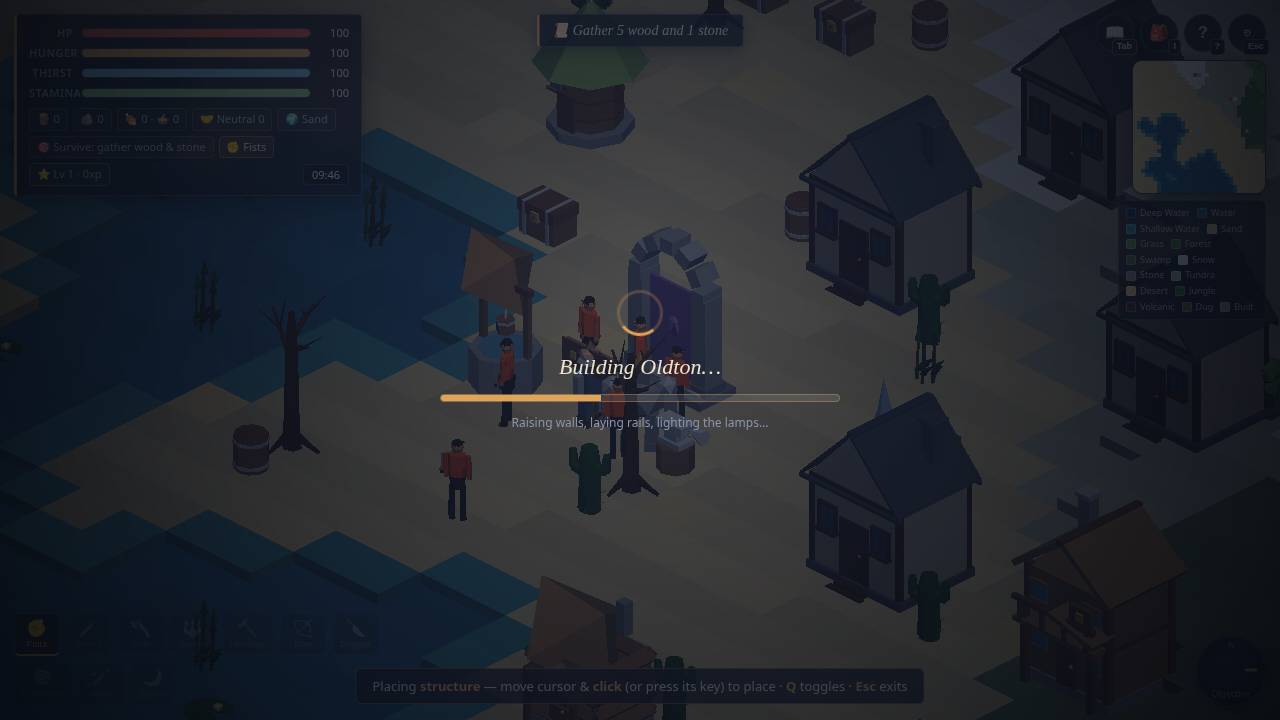 HP 100
HUNGER 100
THIRST 100
STAMINA 100
0 0 0 · 0 Neutral 0 Sand
Survive: gather wood & stone Fists
Lv 1 · 0xp 09:46
Gather 5 wood and 1 stone
Tab I ? ? Esc
Deep Water Water
Shallow Water Sand
Grass Forest
Swamp Snow
Stone Tundra
Desert Jungle
Volcanic Dug Built
Building Oldton…
Raising walls, laying rails, lighting the lamps…
Fists
Placing structure — move cursor & click (or press its key) to place · Q toggles · Esc exits
Objective